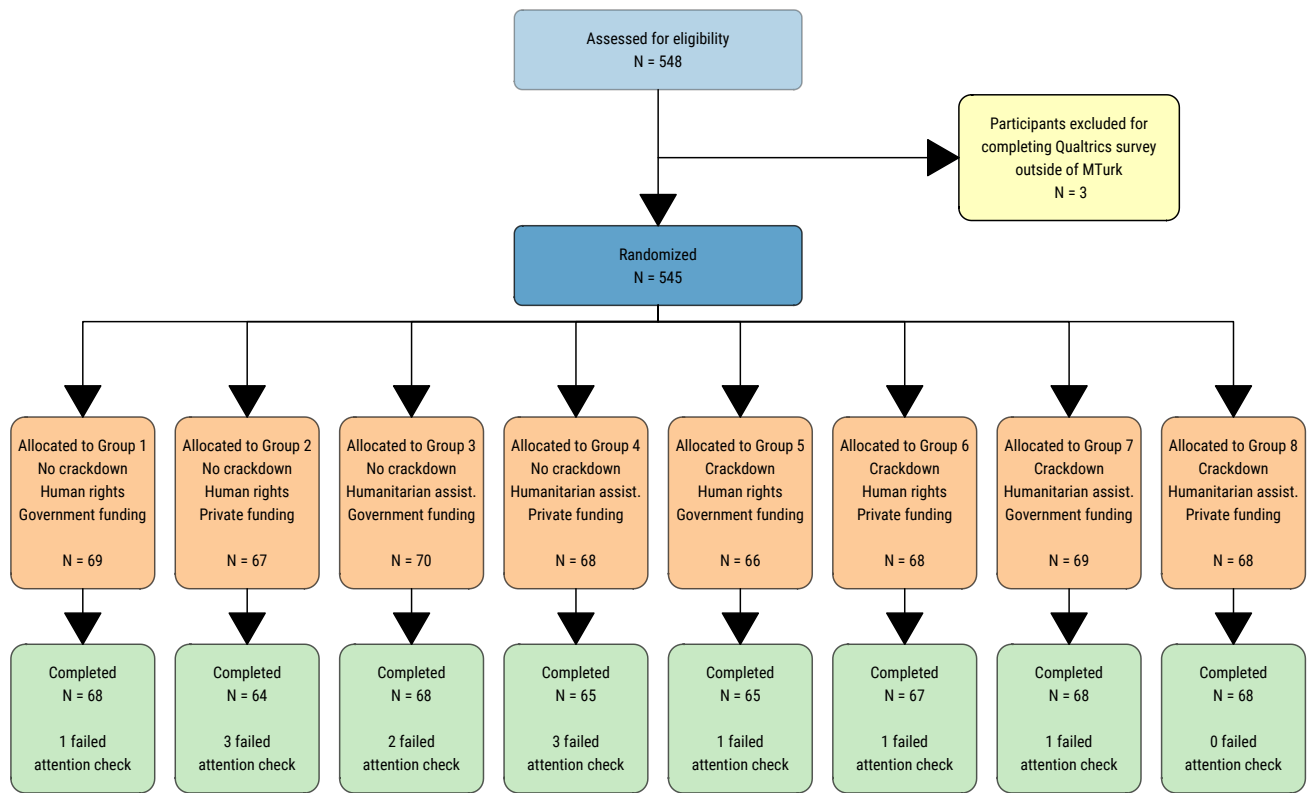 Assessed for eligibility
N = 548
Participants excluded for
completing Qualtrics survey
outside of MTurk
N = 3
Randomized
N = 545
Allocated to Group 1
No crackdown
Human rights
Government funding
N = 69
Allocated to Group 2
No crackdown
Human rights
Private funding
N = 67
Allocated to Group 3
No crackdown
Humanitarian assist.
Government funding
N = 70
Allocated to Group 4
No crackdown
Humanitarian assist.
Private funding
N = 68
Allocated to Group 5
Crackdown
Human rights
Government funding
N = 66
Allocated to Group 6
Crackdown
Human rights
Private funding
N = 68
Allocated to Group 7
Crackdown
Humanitarian assist.
Government funding
N = 69
Allocated to Group 8
Crackdown
Humanitarian assist.
Private funding
N = 68
Completed
N = 68
1 failed
attention check
Completed
N = 64
3 failed
attention check
Completed
N = 68
2 failed
attention check
Completed
N = 65
3 failed
attention check
Completed
N = 65
1 failed
attention check
Completed
N = 67
1 failed
attention check
Completed
N = 68
1 failed
attention check
Completed
N = 68
0 failed
attention check